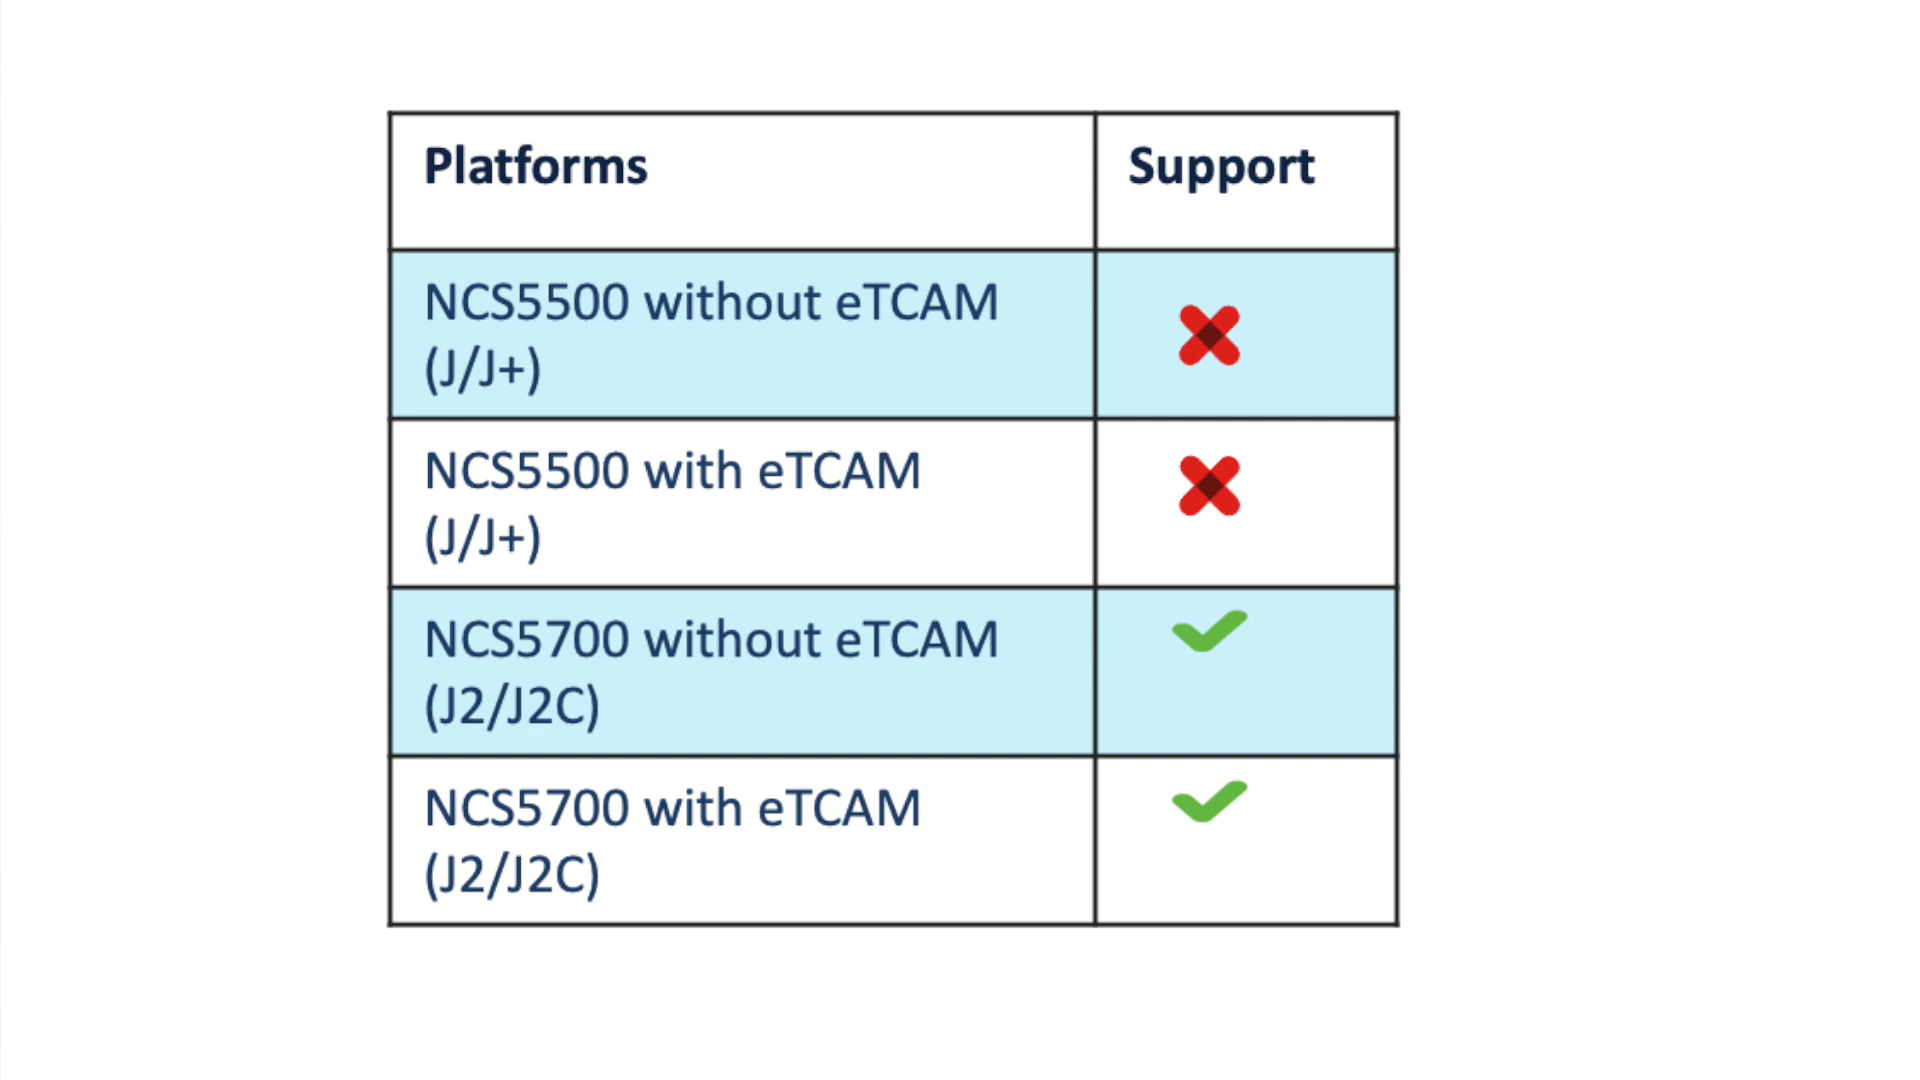 Platforms
Support
NCS5500 without eTCAM
(J/J+)
NCS5500 with eTCAM
(J/J+)
NCS5700 without eTCAM
(J2/J2C)
NCS5700 with eTCAM
(J2/J2C)